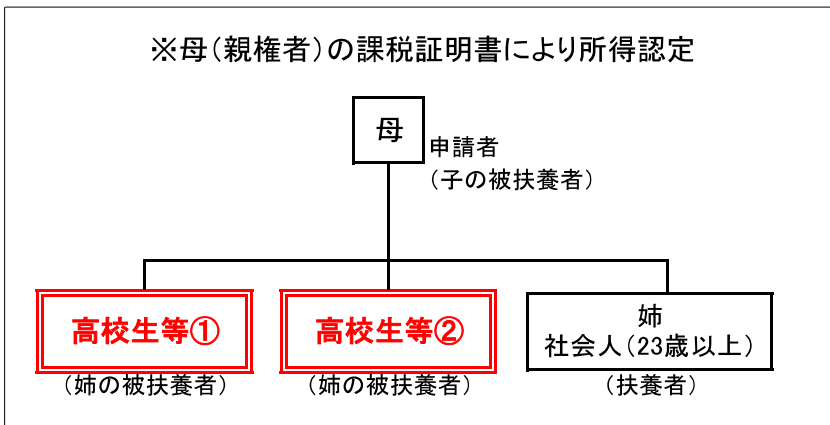 ※母（親権者）の課税証明書により所得認定
母
申請者
（子の被扶養者）
高校生等①
高校生等②
姉
社会人（23歳以上）
（姉の被扶養者）
（姉の被扶養者）
（扶養者）